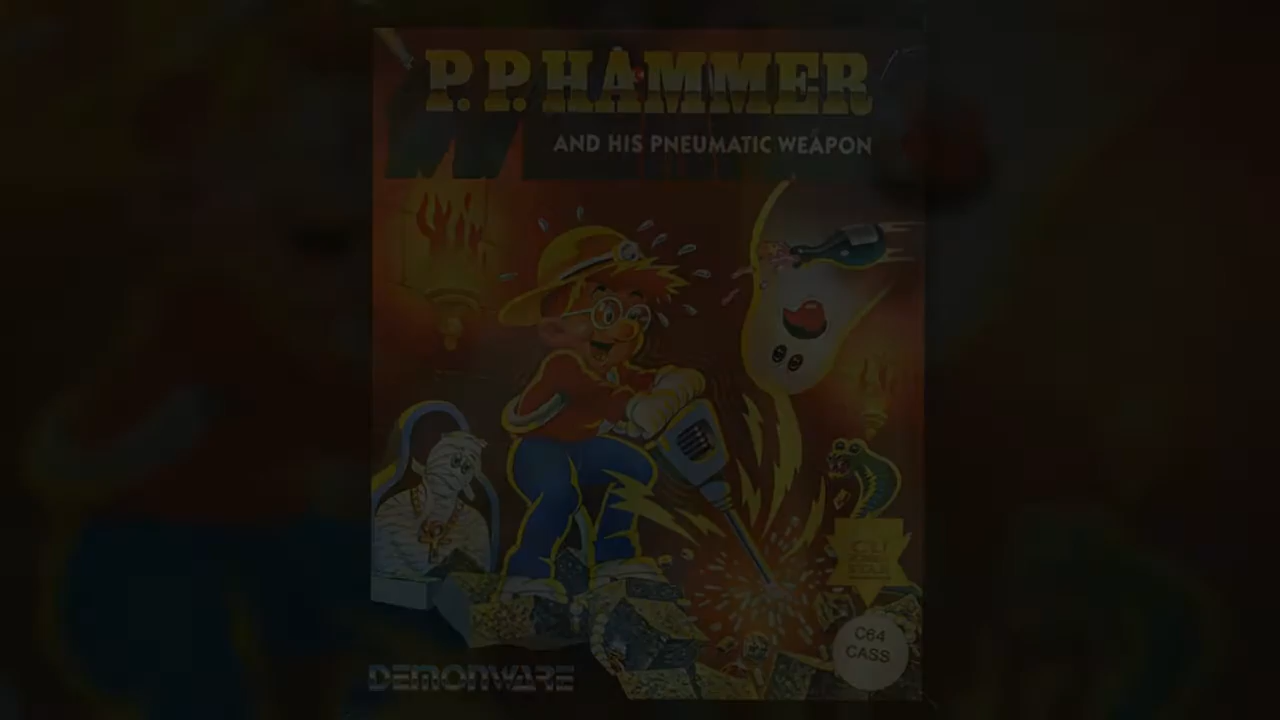 P.P.HAMMER
AND HIS PNEUMATIC WEAPON
C64
CASS
DEMONWARE